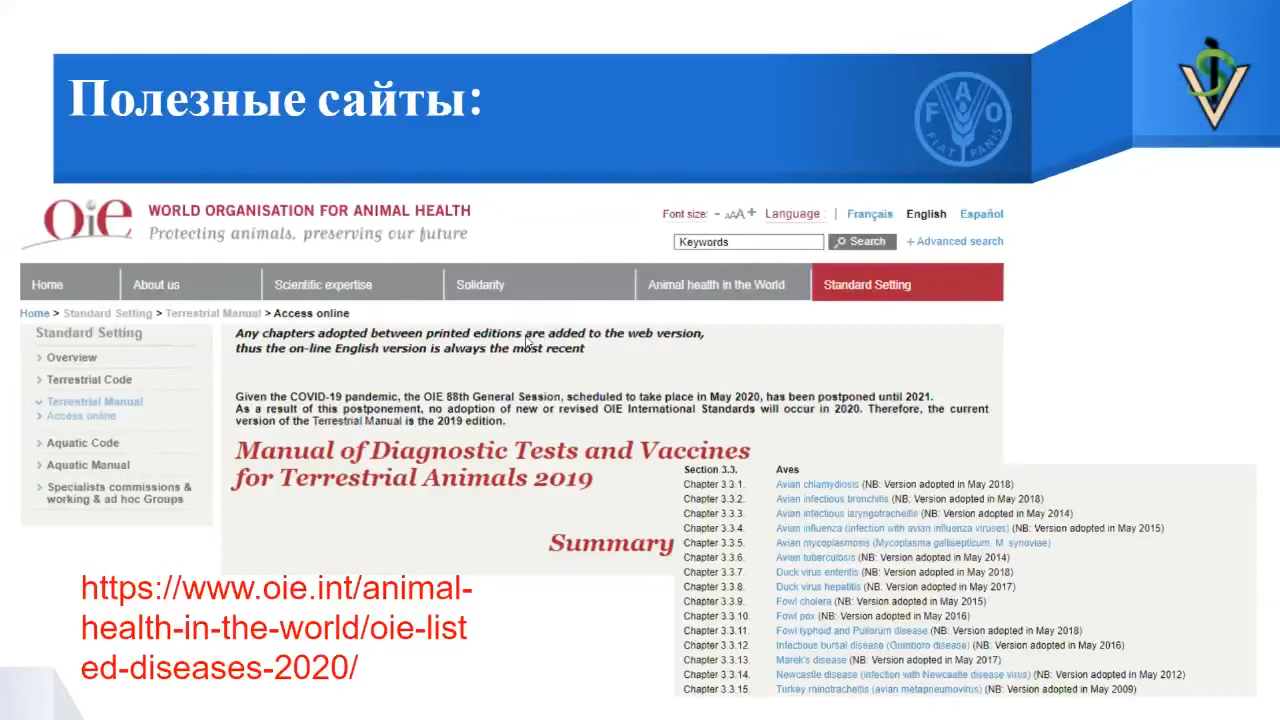 Полезные сайты:
F A O
FIAT PANIS
V
Oie WORLD ORGANISATION FOR ANIMAL HEALTH
Protecting animals, preserving our future
Font size: - AAA + Language : | Français English Español
Keywords Search + Advanced search
Home About us Scientific expertise Solidarity Animal health in the World Standard Setting
Home > Standard Setting > Terrestrial Manual > Access online
Standard Setting
> Overview
> Terrestrial Code
Terrestrial Manual
> Access online
> Aquatic Code
> Aquatic Manual
> Specialists commissions &
working & ad hoc Groups
Any chapters adopted between printed editions are added to the web version,
thus the on-line English version is always the most recent
Given the COVID-19 pandemic, the OIE 88th General Session, scheduled to take place in May 2020, has been postponed until 2021.
As a result of this postponement, no adoption of new or revised OIE International Standards will occur in 2020. Therefore, the current
version of the Terrestrial Manual is the 2019 edition.
Manual of Diagnostic Tests and Vaccines
for Terrestrial Animals 2019
Summary
Section 3.3. Aves
Chapter 3.3.1. Avian chlamydiosis (NB: Version adopted in May 2018)
Chapter 3.3.2. Avian infectious bronchitis (NB: Version adopted in May 2018)
Chapter 3.3.3. Avian infectious laryngotracheitis (NB: Version adopted in May 2014)
Chapter 3.3.4. Avian influenza (infection with avian influenza viruses) (NB: Version adopted in May 2015)
Chapter 3.3.5. Avian mycoplasmosis (Mycoplasma gallisepticum, M. synoviae)
Chapter 3.3.6. Avian tuberculosis (NB: Version adopted in May 2014)
Chapter 3.3.7. Duck virus enteritis (NB: Version adopted in May 2018)
Chapter 3.3.8. Duck virus hepatitis (NB: Version adopted in May 2017)
Chapter 3.3.9. Fowl cholera (NB: Version adopted in May 2015)
Chapter 3.3.10. Fowl pox (NB: Version adopted in May 2016)
Chapter 3.3.11. Fowl typhoid and Pullorum disease (NB: Version adopted in May 2018)
Chapter 3.3.12. Infectious bursal disease (Gumboro disease) (NB: Version adopted in May 2016)
Chapter 3.3.13. Marek's disease (NB: Version adopted in May 2017)
Chapter 3.3.14. Newcastle disease (infection with Newcastle disease virus) (NB: Version adopted in May 2012)
Chapter 3.3.15. Turkey rhinotracheitis (avian metapneumovirus) (NB: Version adopted in May 2009)
https://www.oie.int/animal-
health-in-the-world/oie-list
ed-diseases-2020/